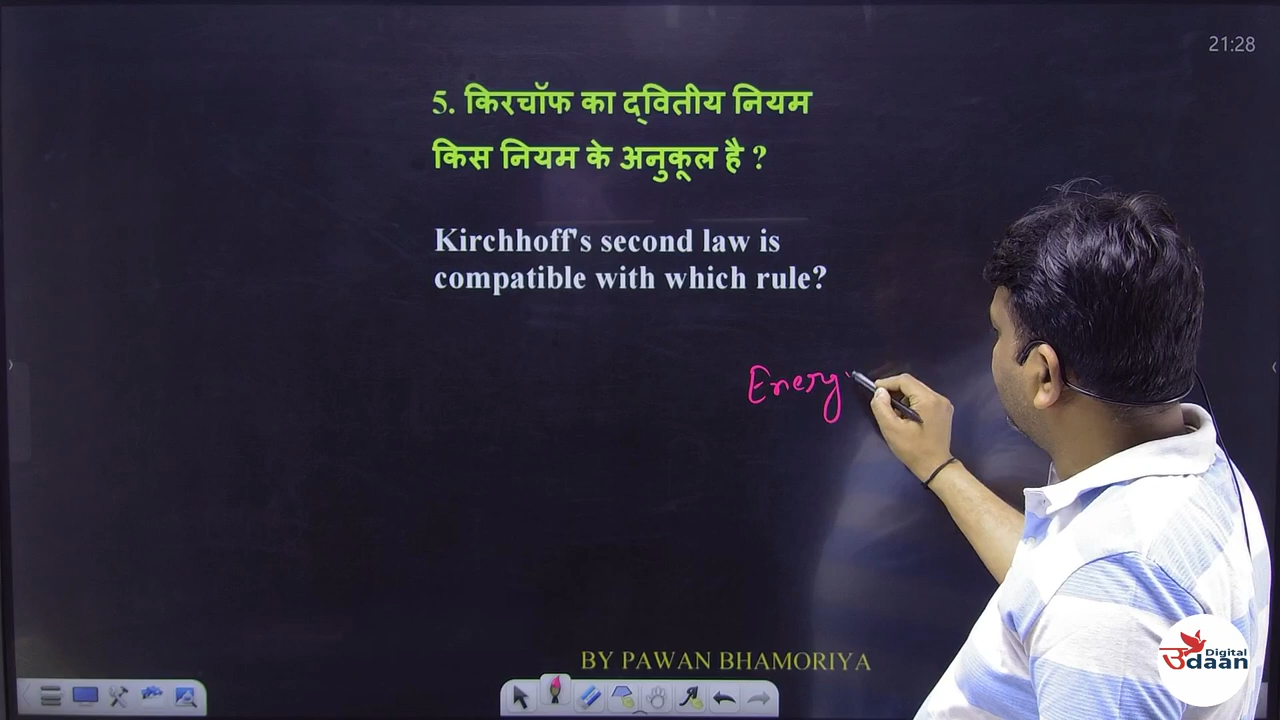 21:28
5. किरचॉफ का द्वितीय नियम
किस नियम के अनुकूल है ?
Kirchhoff's second law is
compatible with which rule?
Energy
BY PAWAN BHAMORIYA
Digital
उdaan